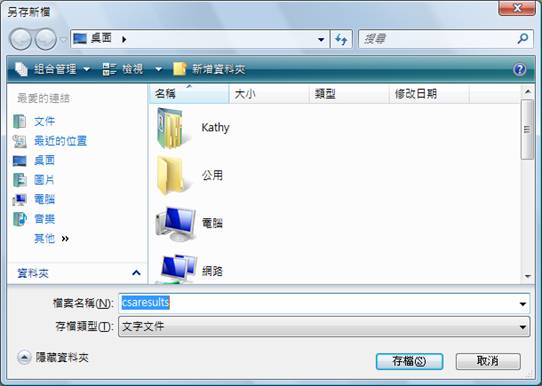 另存新檔
桌面
搜尋
組合管理 檢視 新增資料夾
最愛的連結
文件
最近的位置
桌面
圖片
電腦
音樂
其他 »
資料夾
名稱 大小 類型 修改日期
Kathy
公用
電腦
網路
檔案名稱(N): csaresults
存檔類型(T): 文字文件
隱藏資料夾 存檔(S) 取消